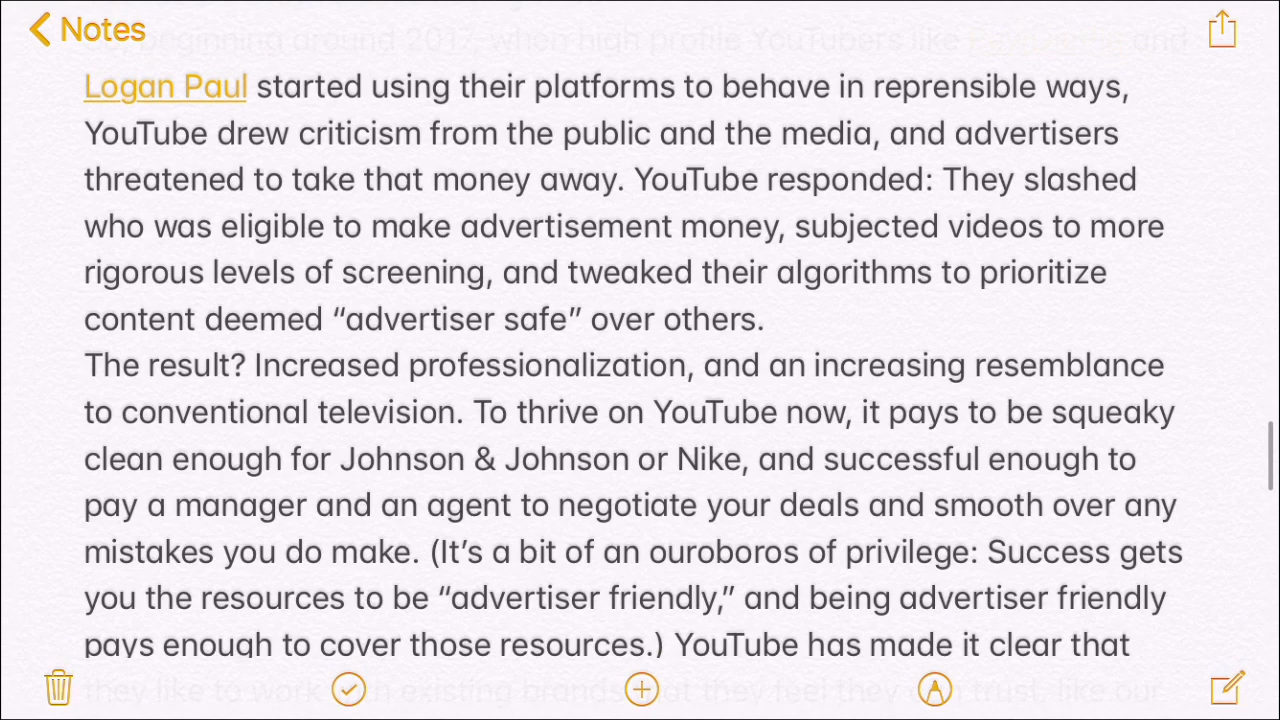 Notes
do, beginning around 2017, when high profile YouTubers like and
Logan Paul started using their platforms to behave in reprensible ways,
YouTube drew criticism from the public and the media, and advertisers
threatened to take that money away. YouTube responded: They slashed
who was eligible to make advertisement money, subjected videos to more
rigorous levels of screening, and tweaked their algorithms to prioritize
content deemed “advertiser safe” over others.
The result? Increased professionalization, and an increasing resemblance
to conventional television. To thrive on YouTube now, it pays to be squeaky
clean enough for Johnson & Johnson or Nike, and successful enough to
pay a manager and an agent to negotiate your deals and smooth over any
mistakes you do make. (It’s a bit of an ouroboros of privilege: Success gets
you the resources to be “advertiser friendly,” and being advertiser friendly
pays enough to cover those resources.) YouTube has made it clear that
they like to work with existing brands that they feel they can trust, like our